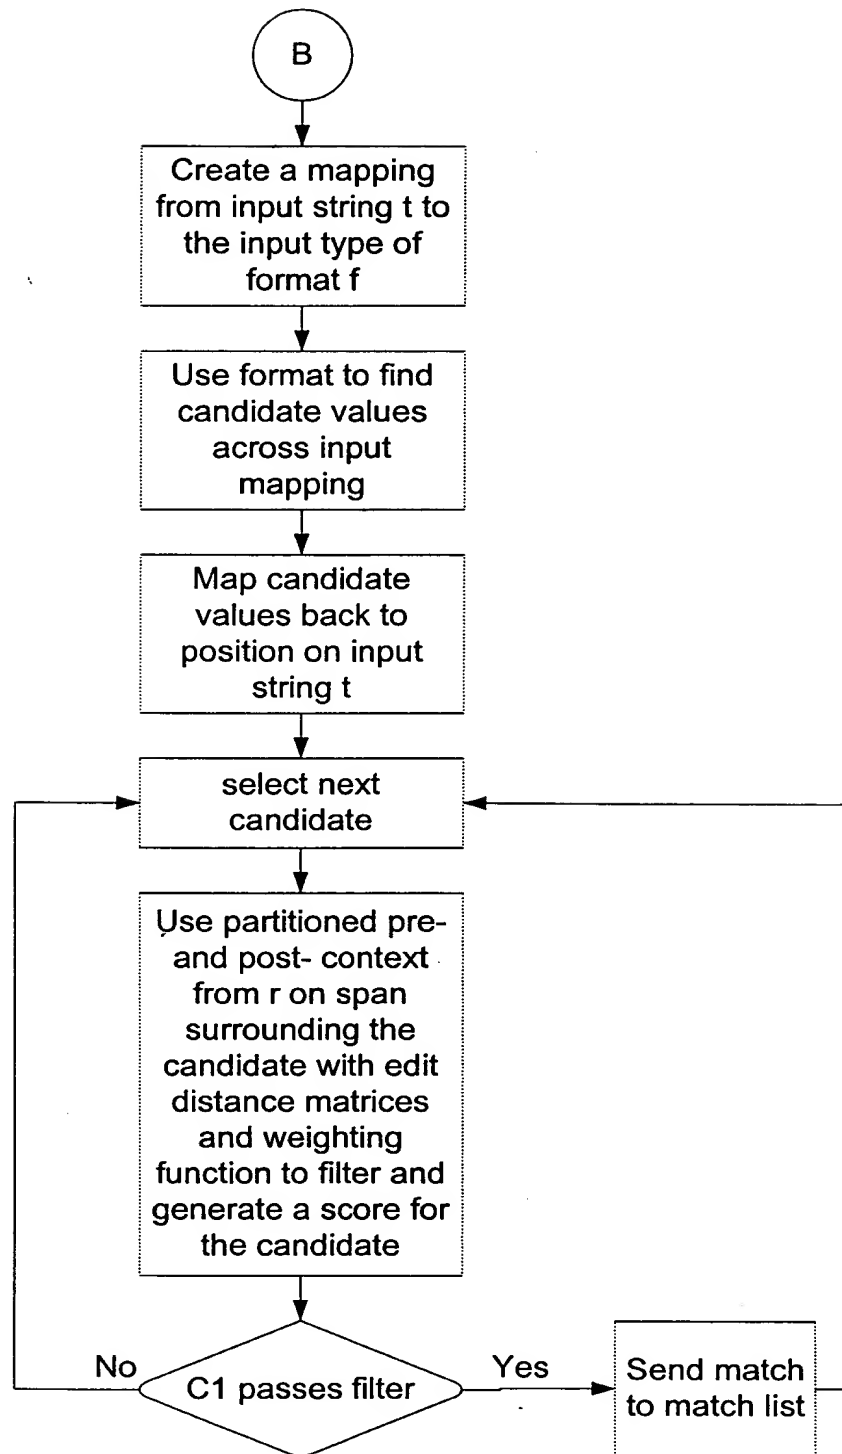 B
Create a mapping
from input string t to
the input type of
format f
Use format to find
candidate values
across input
mapping
Map candidate
values back to
position on input
string t
select next
candidate
Use partitioned pre-
and post- context
from r on span
surrounding the
candidate with edit
distance matrices
and weighting
function to filter and
generate a score for
the candidate
No
C1 passes filter
Yes
Send match
to match list